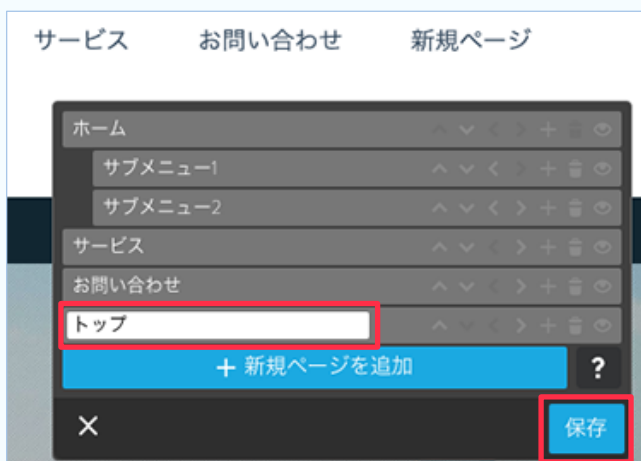 サービス お問い合わせ 新規ページ
ホーム
サブメニュー1
サブメニュー2
サービス
お問い合わせ
トップ
+ 新規ページを追加 ?
× 保存